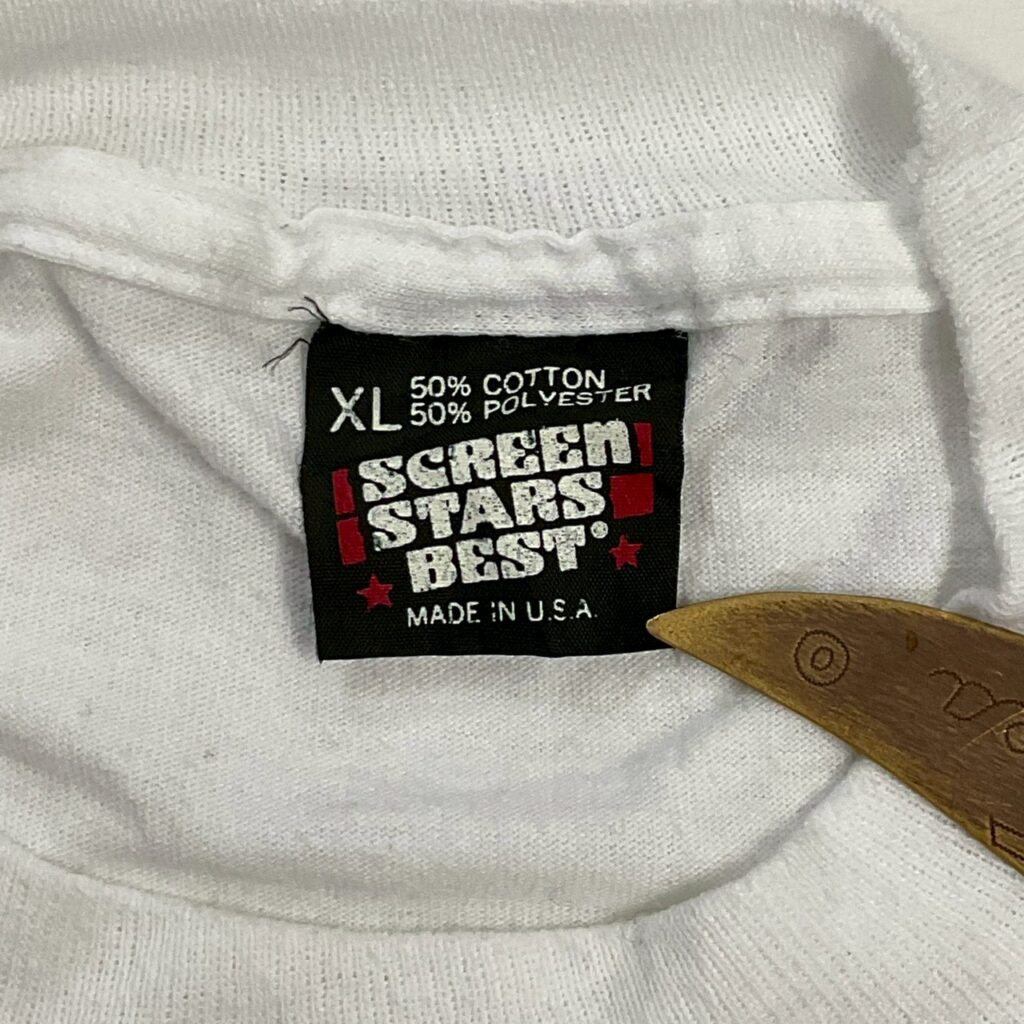 XL 50% COTTON
50% POLYESTER
SCREEN
STARS
BEST
MADE IN U.S.A.